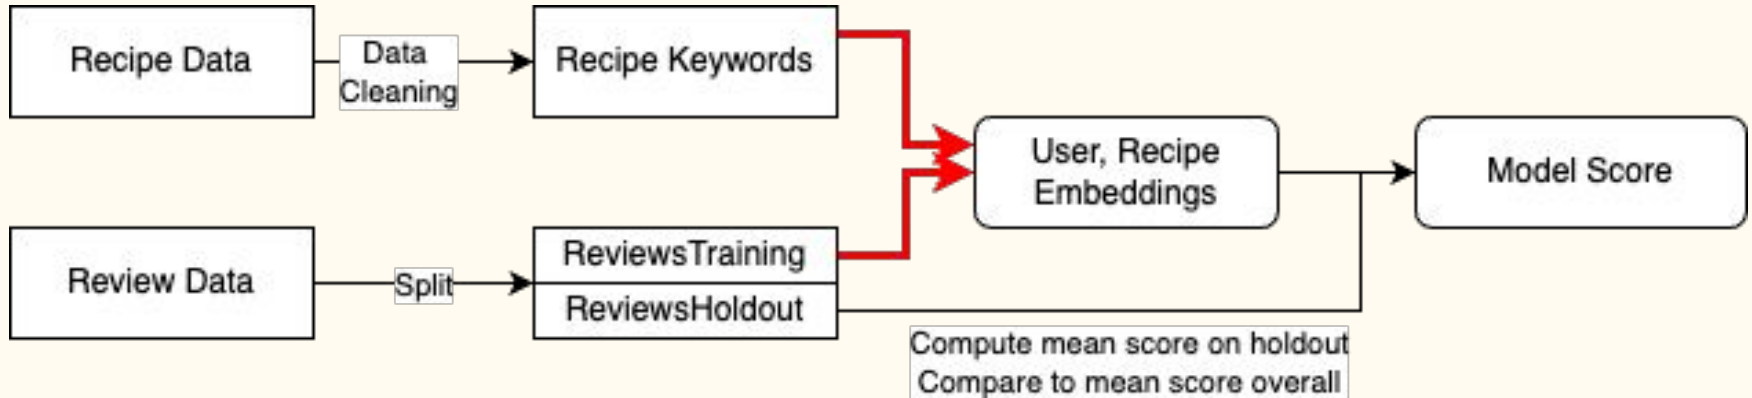 Recipe Data
Data
Cleaning
Recipe Keywords
User, Recipe
Embeddings
Model Score
Review Data
Split
ReviewsTraining
ReviewsHoldout
Compute mean score on holdout
Compare to mean score overall